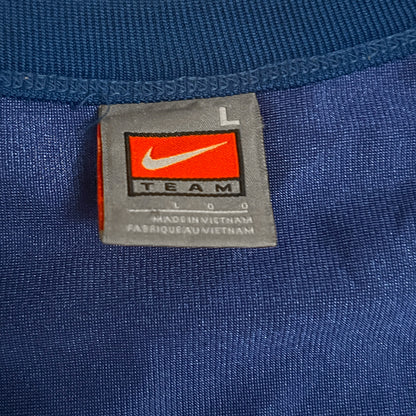 L
TEAM
L G G
MADE IN VIETNAM
FABRIQUE AU VIETNAM